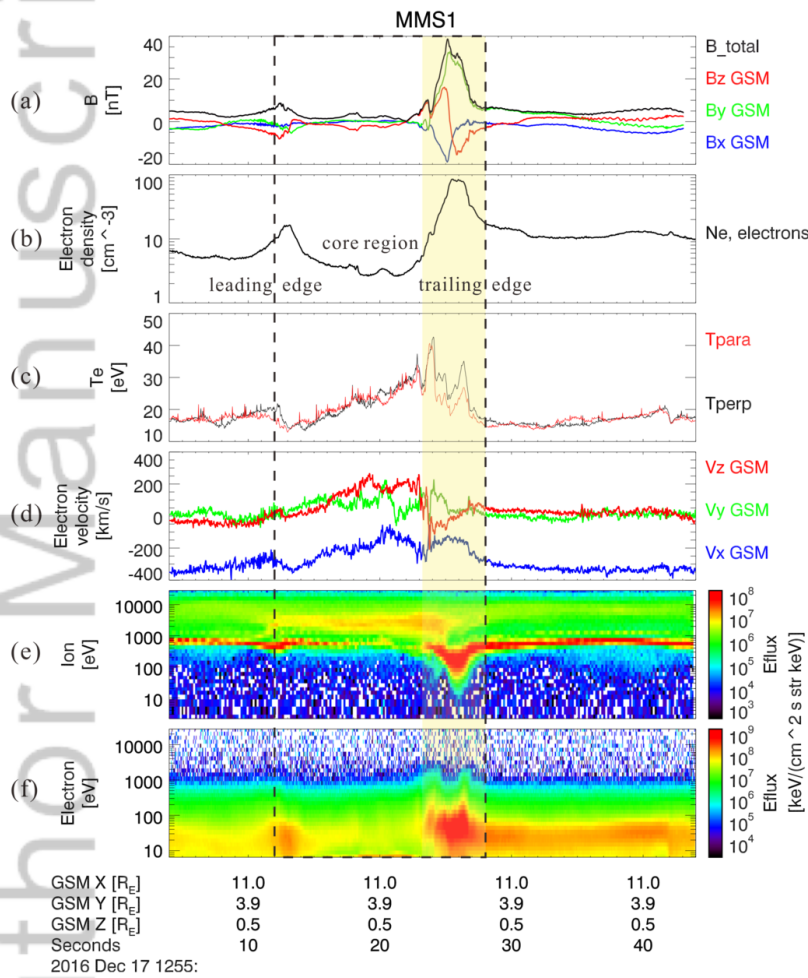 MMS1
40
20
0
-20
(a)
B
[nT]
B_total
Bz GSM
By GSM
Bx GSM
100
10
1
(b)
Electron
density
[cm^-3]
core region
leading edge
trailing edge
Ne, electrons
50
40
30
20
10
(c)
Te
[eV]
Tpara
Tperp
400
200
0
-200
-400
(d)
Electron
velocity
[km/s]
Vz GSM
Vy GSM
Vx GSM
10000
1000
100
10
(e)
Ion
[eV]
10^8
10^7
10^6
10^5
10^4
10^3
Eflux
10000
1000
100
10
(f)
Electron
[eV]
10^9
10^8
10^7
10^6
10^5
10^4
Eflux
[keV/(cm^2 s str keV)]
GSM X [R_E] 11.0 11.0 11.0 11.0
GSM Y [R_E] 3.9 3.9 3.9 3.9
GSM Z [R_E] 0.5 0.5 0.5 0.5
Seconds 10 20 30 40
2016 Dec 17 1255:
thor Manuscri